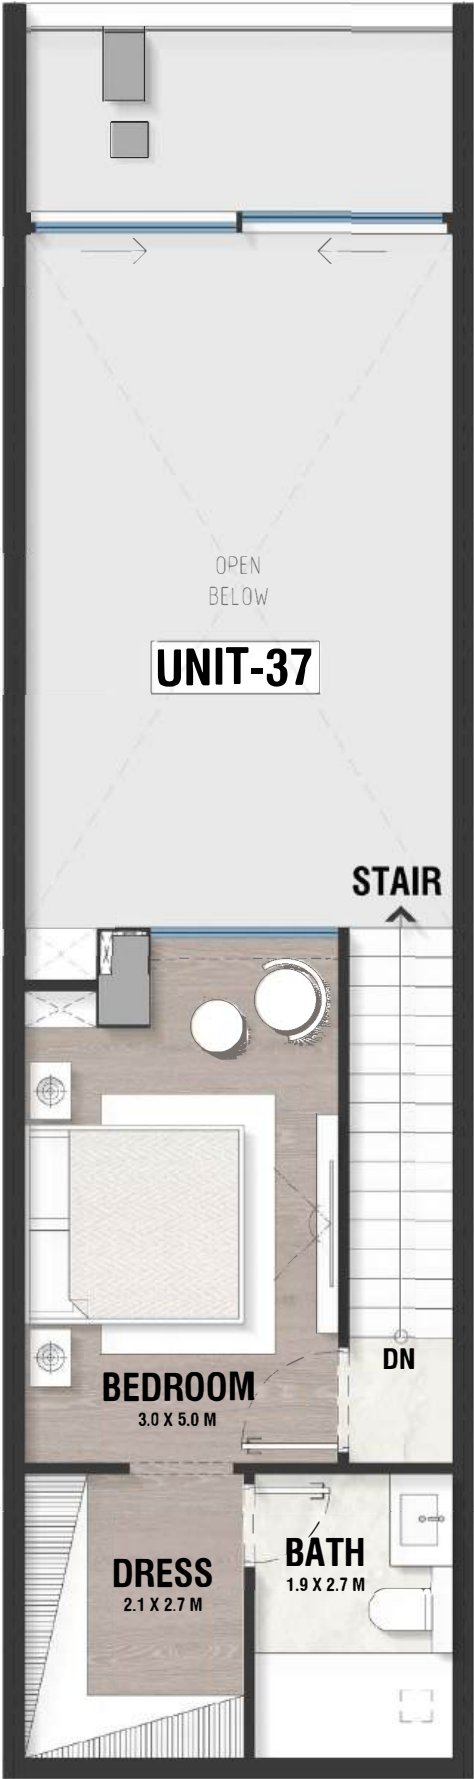 OPEN
BELOW
UNIT-37
STAIR
DN
BEDROOM
3.0 X 5.0 M
DRESS
2.1 X 2.7 M
BATH
1.9 X 2.7 M